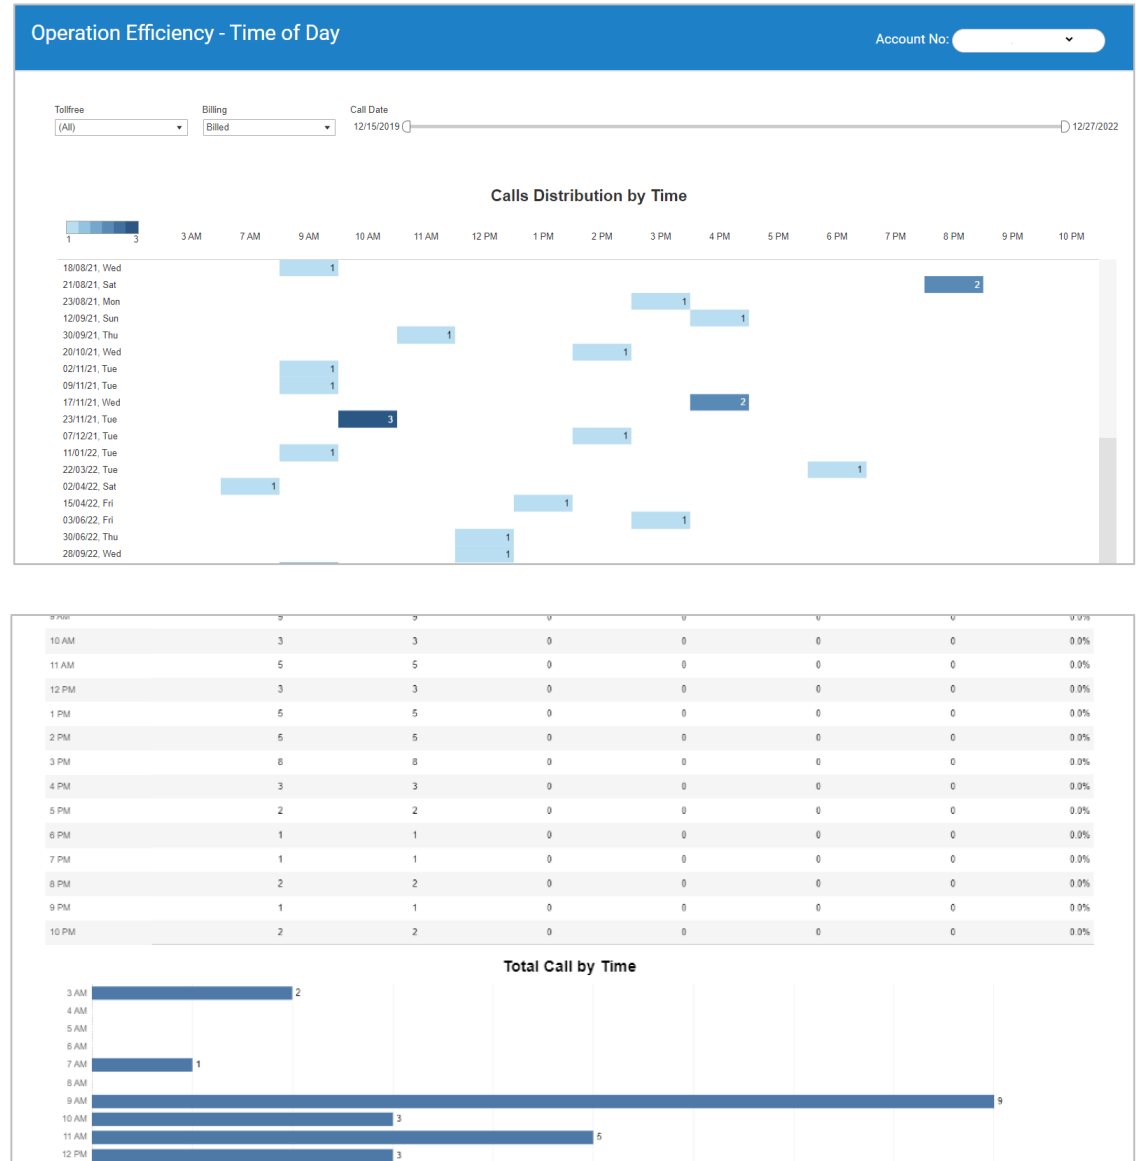 Operation Efficiency - Time of Day
Account No:
Tollfree Billing Call Date
(All) Billed 12/15/2019 12/27/2022
Calls Distribution by Time
1 3 3 AM 7 AM 9 AM 10 AM 11 AM 12 PM 1 PM 2 PM 3 PM 4 PM 5 PM 6 PM 7 PM 8 PM 9 PM 10 PM
18/08/21, Wed 1
21/08/21, Sat 2
23/08/21, Mon 1
12/09/21, Sun 1
30/09/21, Thu 1
20/10/21, Wed 1
02/11/21, Tue 1
09/11/21, Tue 1
17/11/21, Wed 2
23/11/21, Tue 3
07/12/21, Tue 1
11/01/22, Tue 1
22/03/22, Tue 1
02/04/22, Sat 1
15/04/22, Fri 1
03/06/22, Fri 1
30/06/22, Thu 1
28/09/22, Wed 1
9 AM 9 9 0 0 0 0 0.0%
10 AM 3 3 0 0 0 0 0.0%
11 AM 5 5 0 0 0 0 0.0%
12 PM 3 3 0 0 0 0 0.0%
1 PM 5 5 0 0 0 0 0.0%
2 PM 5 5 0 0 0 0 0.0%
3 PM 8 8 0 0 0 0 0.0%
4 PM 3 3 0 0 0 0 0.0%
5 PM 2 2 0 0 0 0 0.0%
6 PM 1 1 0 0 0 0 0.0%
7 PM 1 1 0 0 0 0 0.0%
8 PM 2 2 0 0 0 0 0.0%
9 PM 1 1 0 0 0 0 0.0%
10 PM 2 2 0 0 0 0 0.0%
Total Call by Time
3 AM 2
4 AM
5 AM
6 AM
7 AM 1
8 AM
9 AM 9
10 AM 3
11 AM 5
12 PM 3